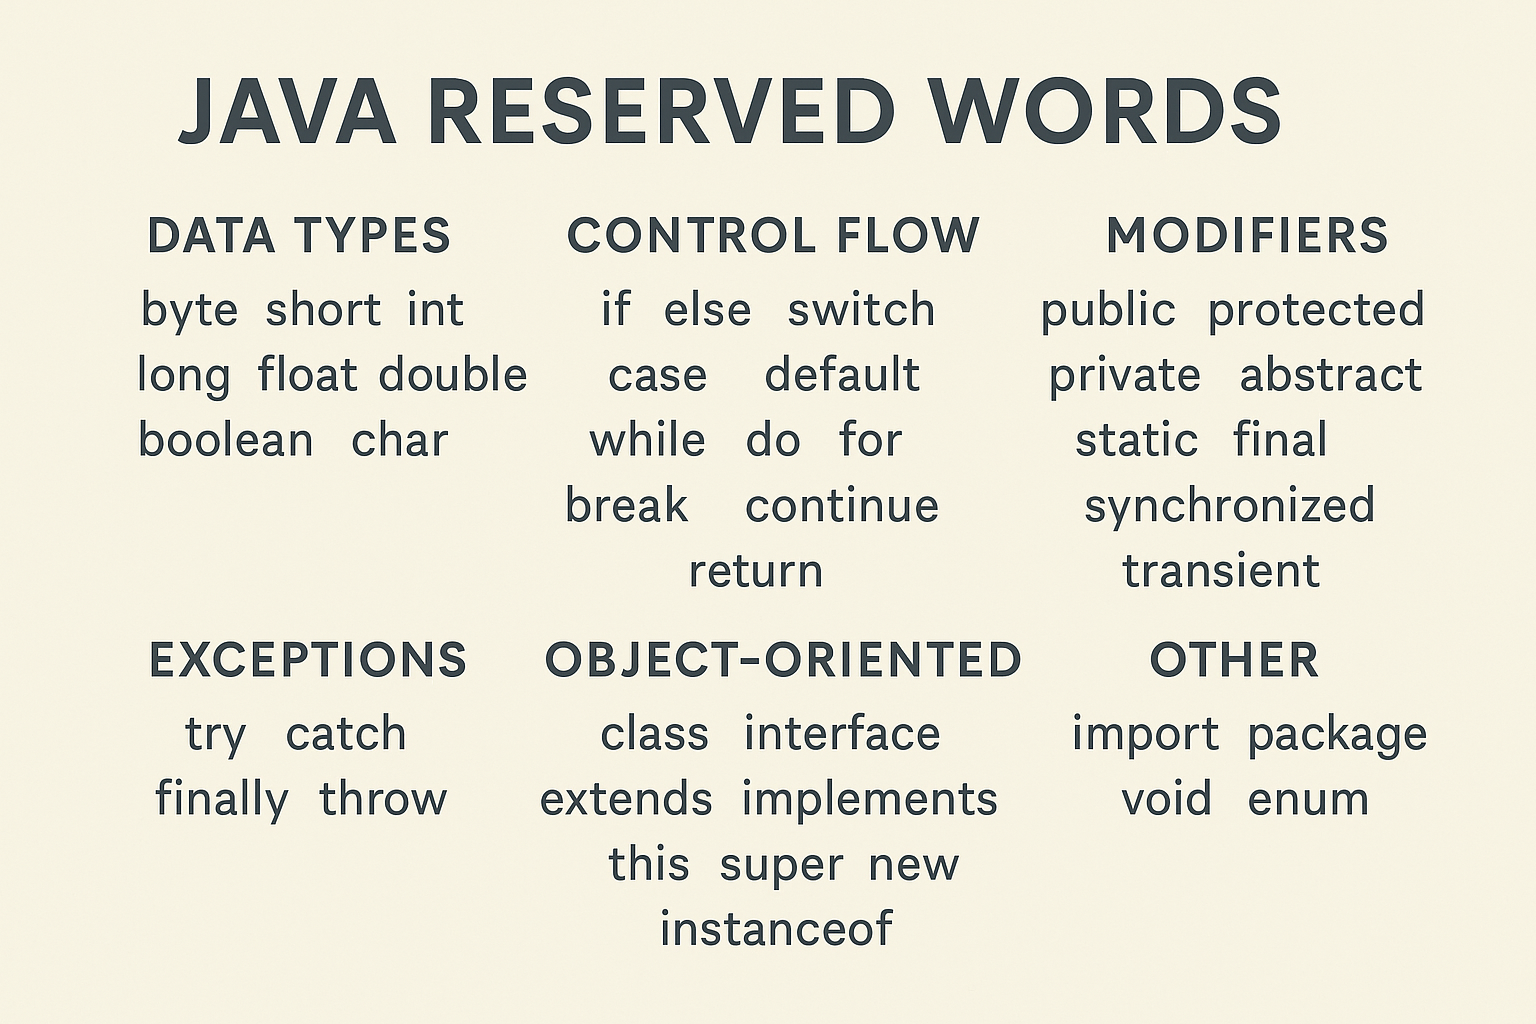 JAVA RESERVED WORDS
DATA TYPES
byte short int
long float double
boolean char
CONTROL FLOW
if else switch
case default
while do for
break continue
return
MODIFIERS
public protected
private abstract
static final
synchronized
transient
EXCEPTIONS
try catch
finally throw
OBJECT-ORIENTED
class interface
extends implements
this super new
instanceof
OTHER
import package
void enum